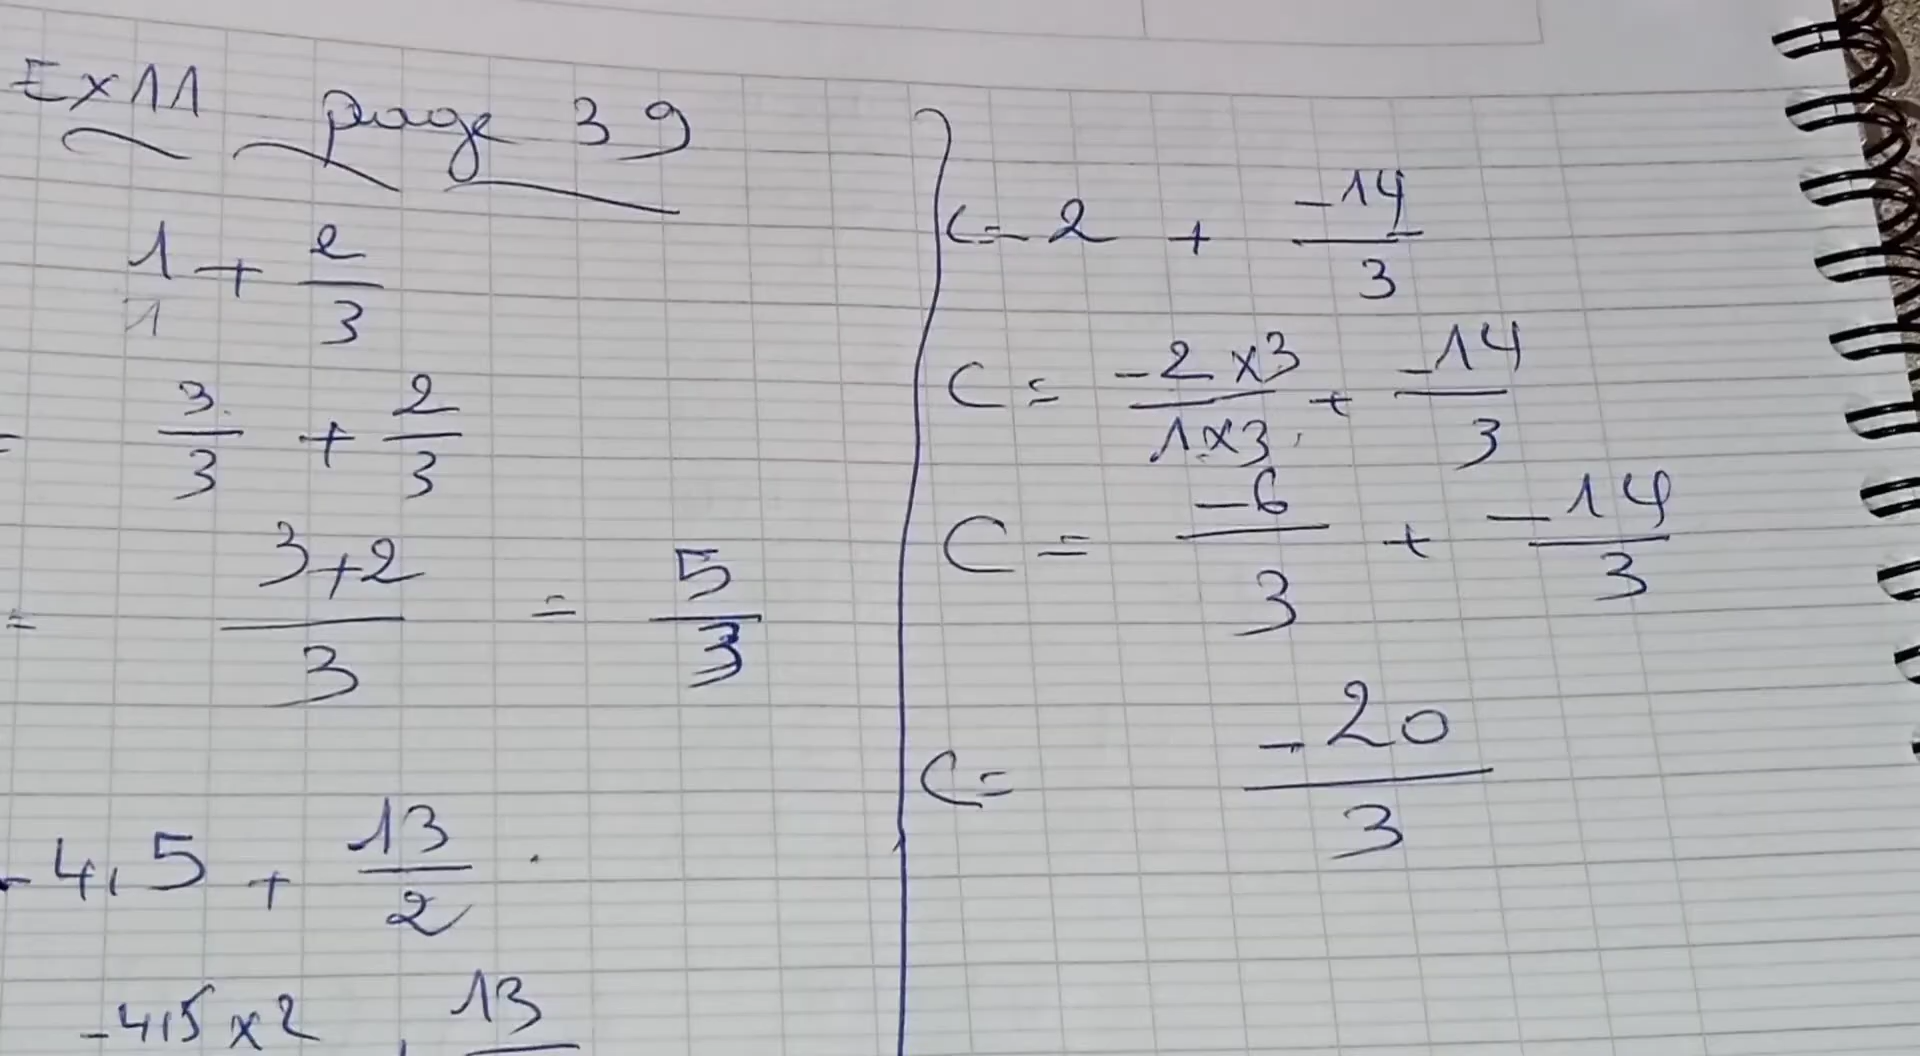 Ex 11 page 39
1/1 + 2/3
= 3/3 + 2/3
= (3+2)/3 = 5/3
-4,5 + 13/2
-4,5 x 2 + 13
C = -2 + -14/3
C = (-2 x 3)/(1 x 3) + -14/3
C = -6/3 + -14/3
C = -20/3